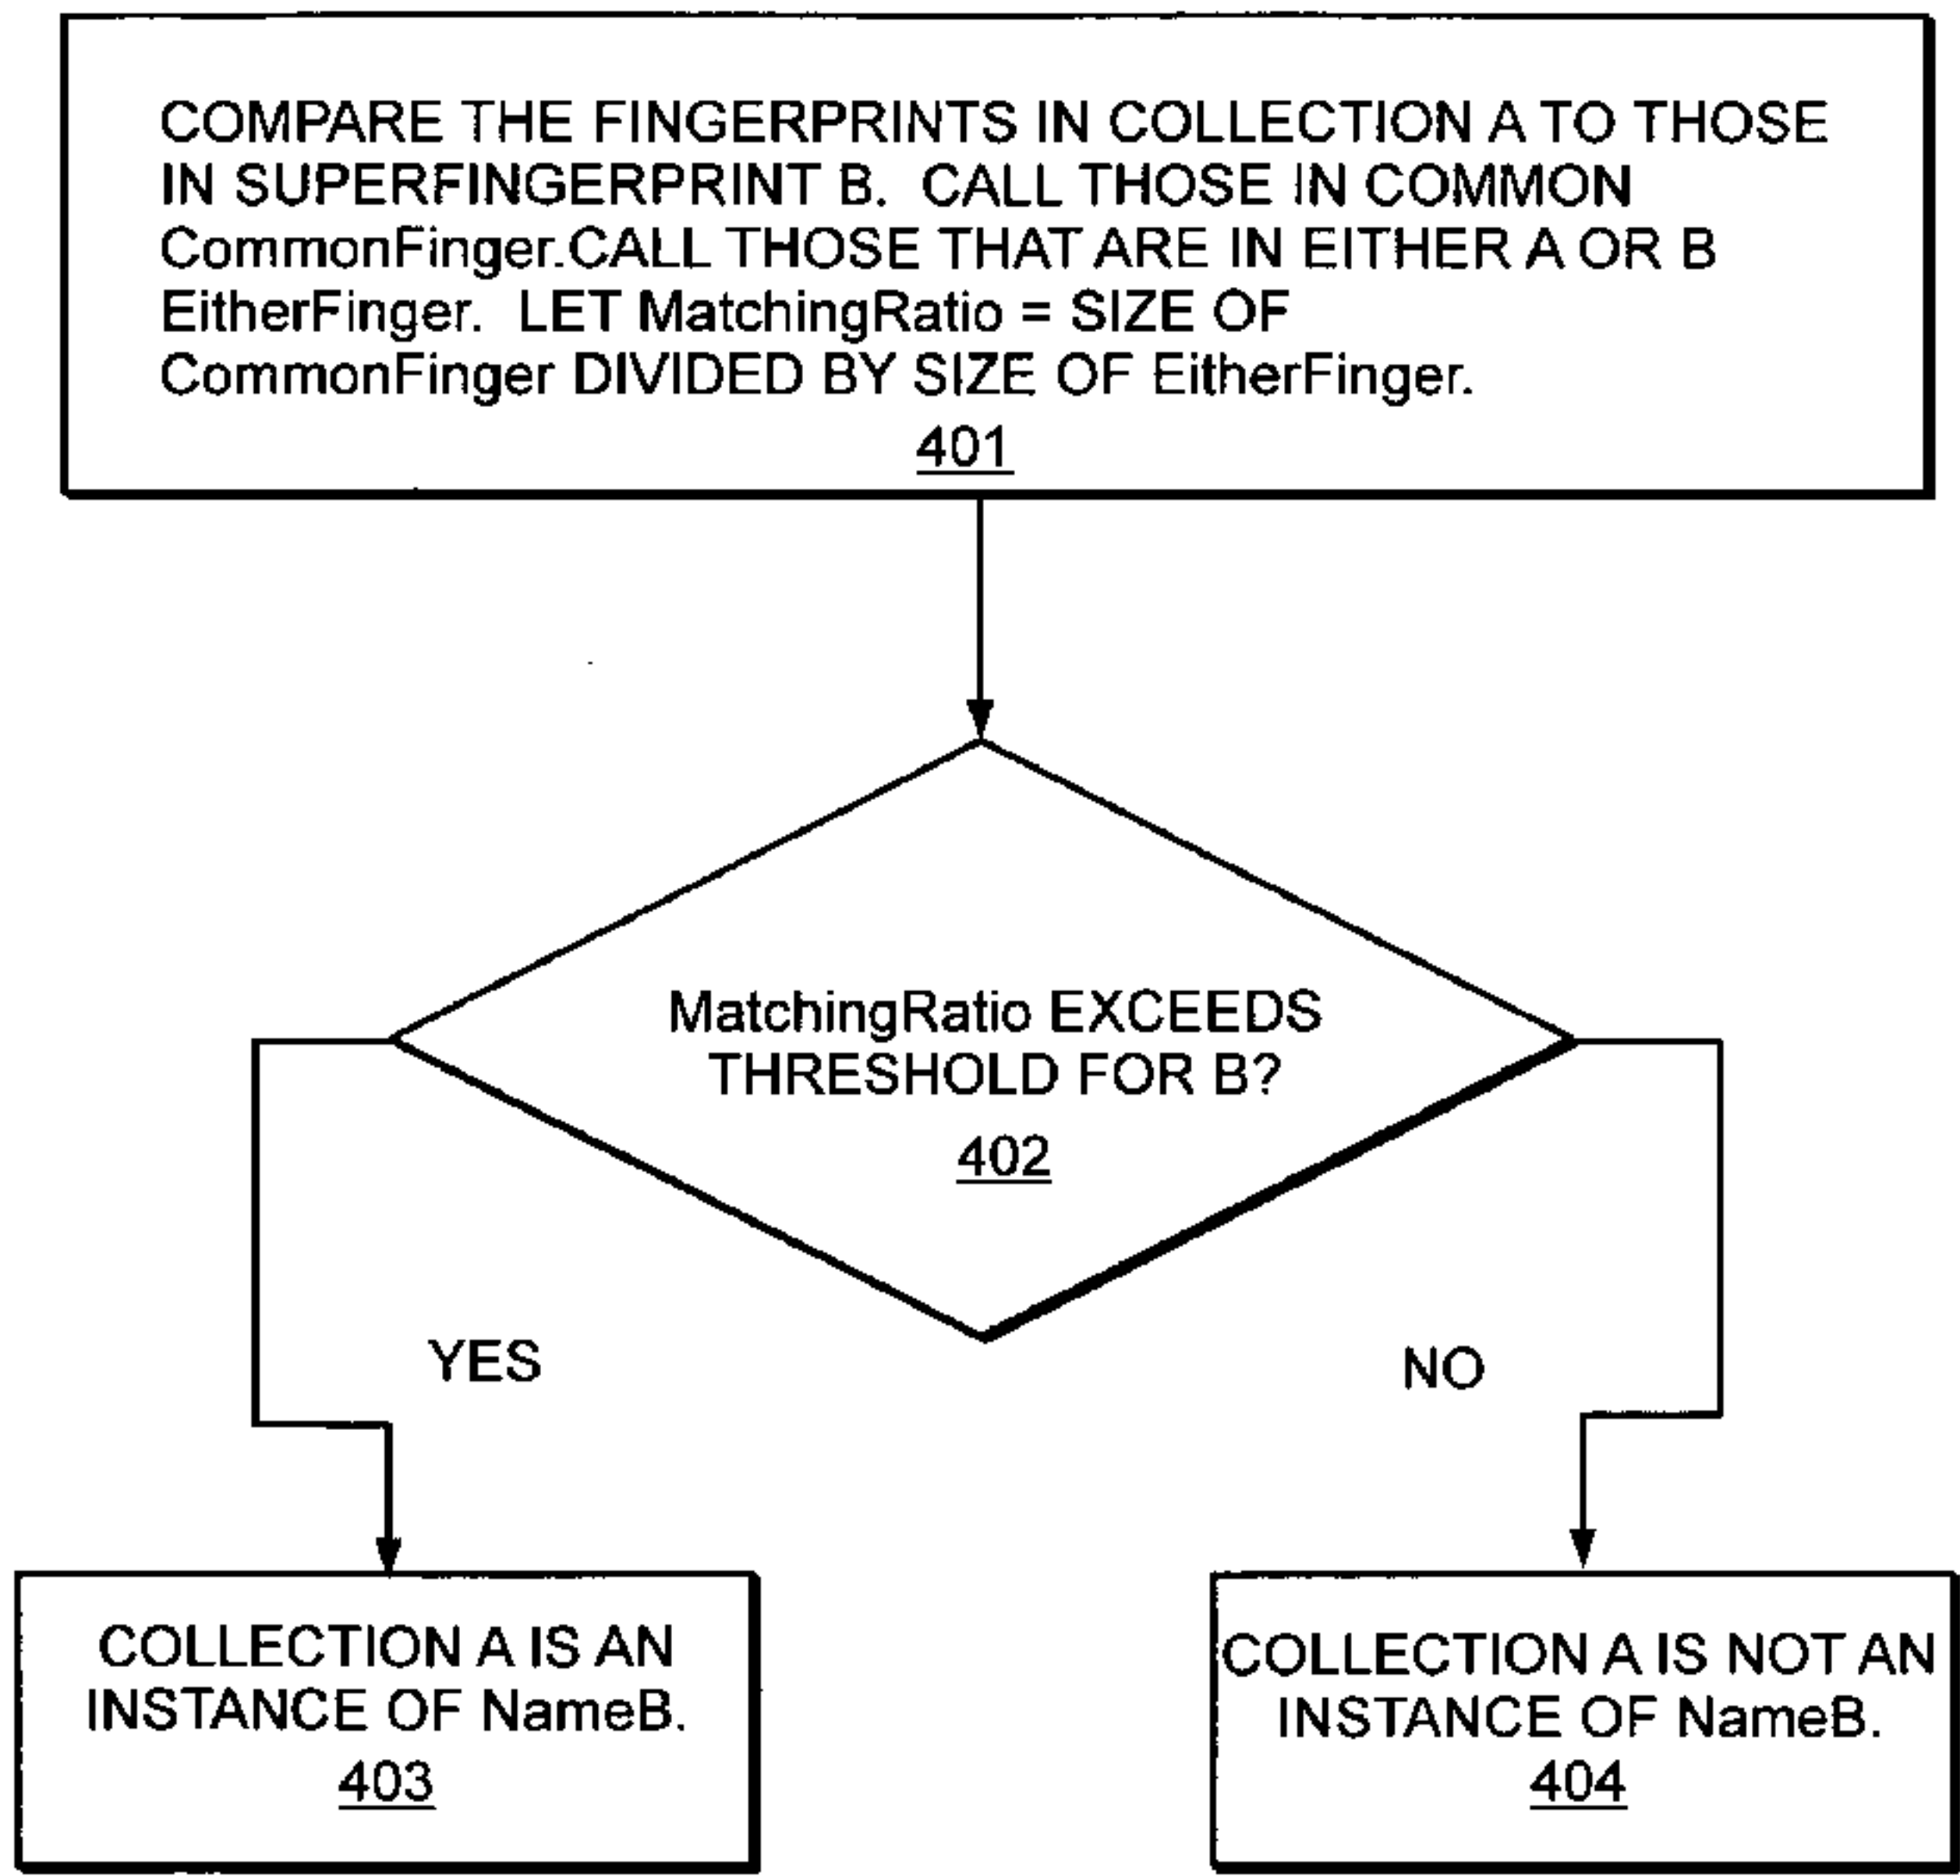 COMPARE THE FINGERPRINTS IN COLLECTION A TO THOSE
IN SUPERFINGERPRINT B. CALL THOSE IN COMMON
CommonFinger.CALL THOSE THAT ARE IN EITHER A OR B
EitherFinger. LET MatchingRatio = SIZE OF
CommonFinger DIVIDED BY SIZE OF EitherFinger.
401
MatchingRatio EXCEEDS
THRESHOLD FOR B?
402
YES
NO
COLLECTION A IS AN
INSTANCE OF NameB.
403
COLLECTION A IS NOT AN
INSTANCE OF NameB.
404